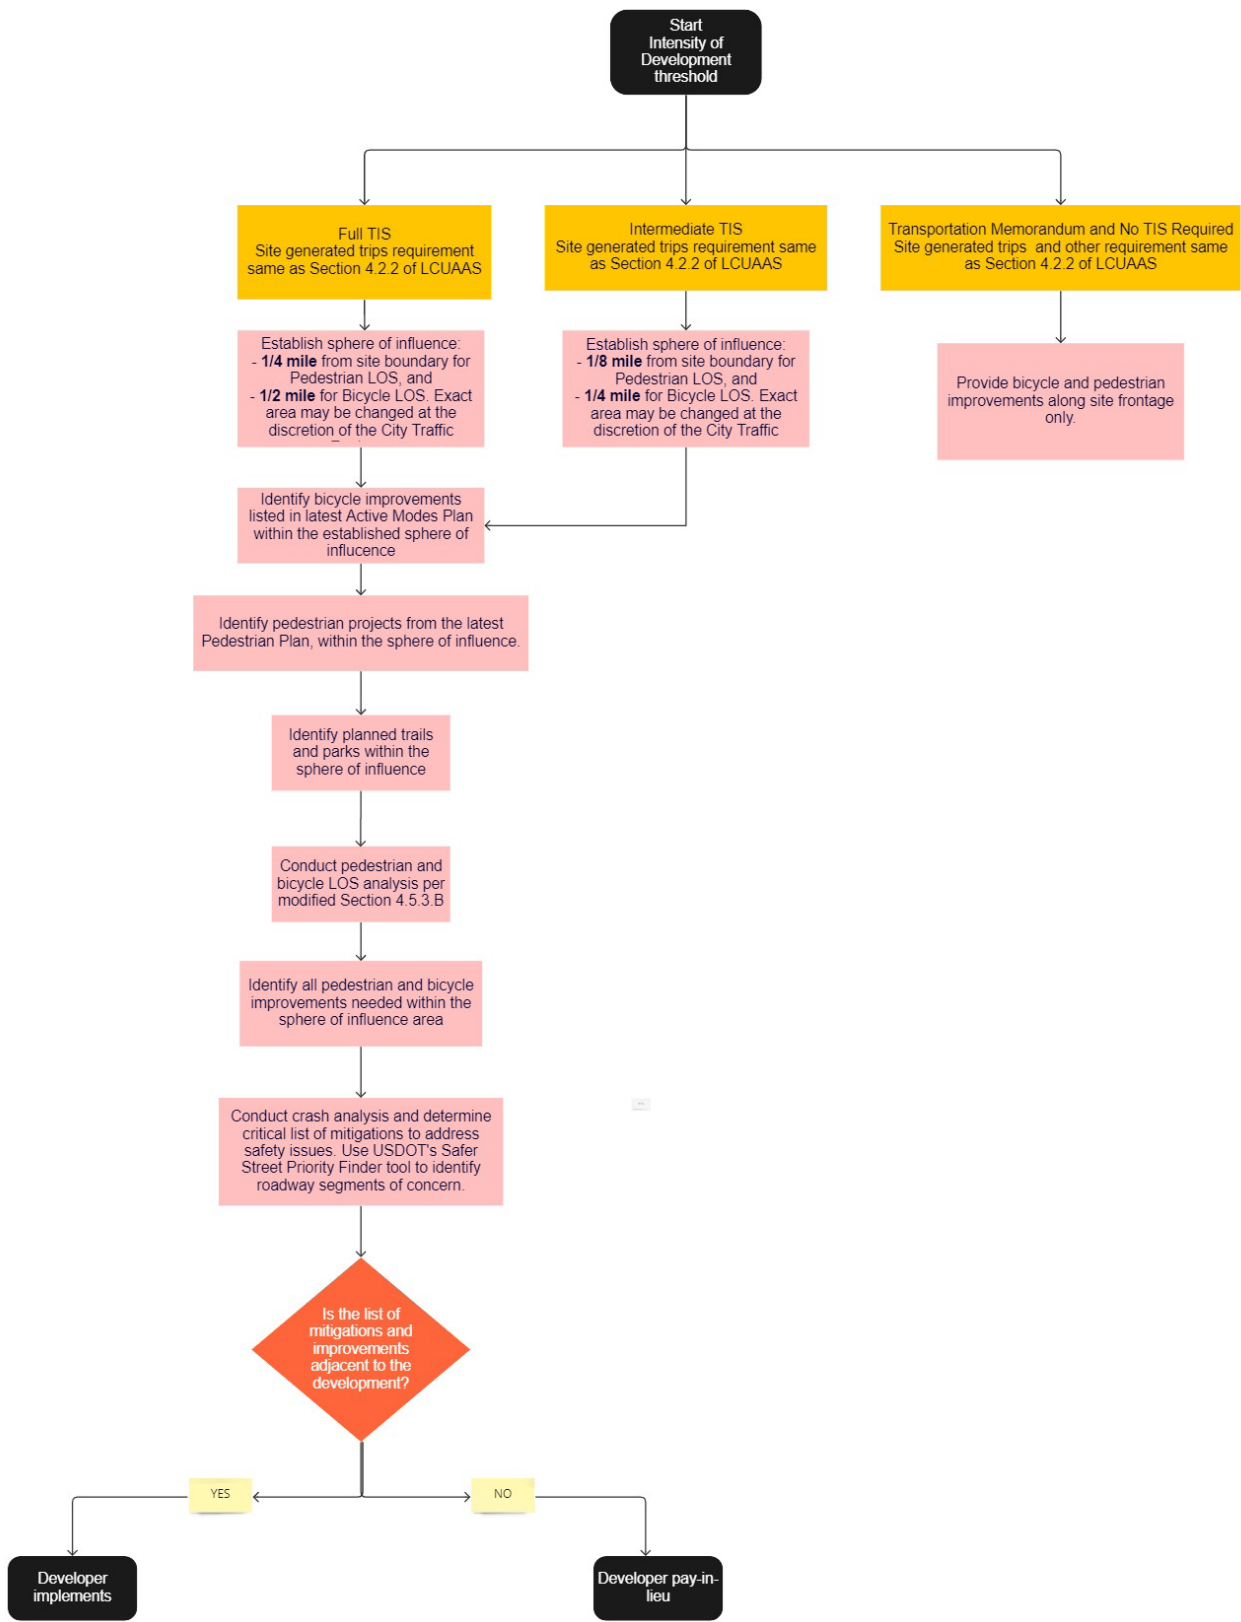 Start
Intensity of
Development
threshold
Full TIS
Site generated trips requirement
same as Section 4.2.2 of LCUAAS
Intermediate TIS
Site generated trips requirement same
as Section 4.2.2 of LCUAAS
Transportation Memorandum and No TIS Required
Site generated trips and other requirement same
as Section 4.2.2 of LCUAAS
Establish sphere of influence:
- 1/4 mile from site boundary for
Pedestrian LOS, and
- 1/2 mile for Bicycle LOS. Exact
area may be changed at the
discretion of the City Traffic
Establish sphere of influence:
- 1/8 mile from site boundary for
Pedestrian LOS, and
- 1/4 mile for Bicycle LOS. Exact
area may be changed at the
discretion of the City Traffic
Provide bicycle and pedestrian
improvements along site frontage
only.
Identify bicycle improvements
listed in latest Active Modes Plan
within the established sphere of
influcence
Identify pedestrian projects from the latest
Pedestrian Plan, within the sphere of influence.
Identify planned trails
and parks within the
sphere of influence
Conduct pedestrian and
bicycle LOS analysis per
modified Section 4.5.3.B
Identify all pedestrian and bicycle
improvements needed within the
sphere of influence area
Conduct crash analysis and determine
critical list of mitigations to address
safety issues. Use USDOT's Safer
Street Priority Finder tool to identify
roadway segments of concern.
Is the list of
mitigations and
improvements
adjacent to the
development?
YES
NO
Developer
implements
Developer pay-in-
lieu